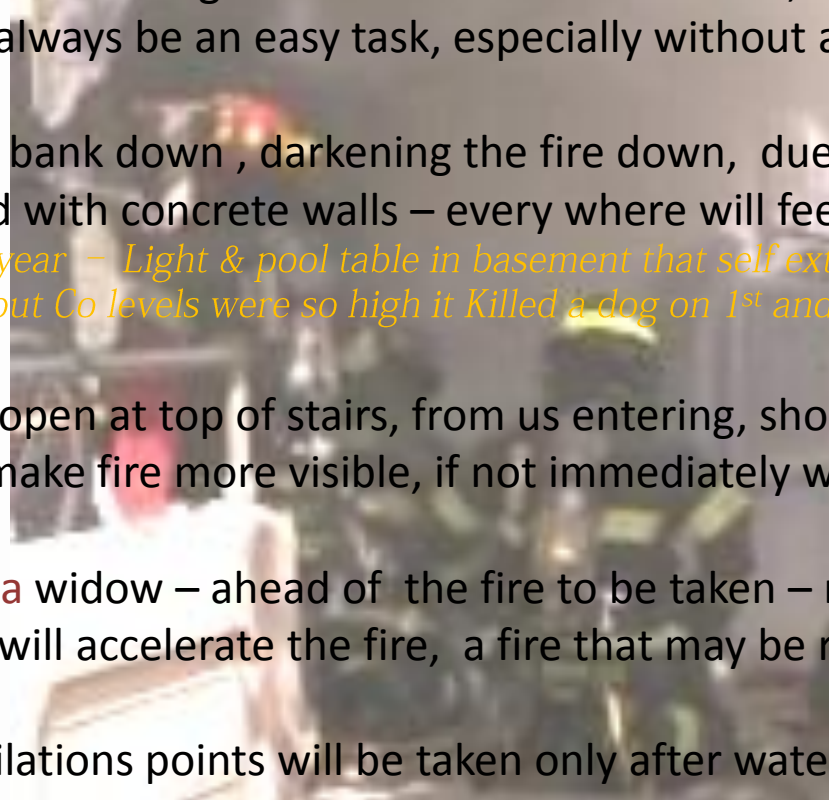 always be an easy task, especially without a
bank down , darkening the fire down, due
with concrete walls – every where will fee
year – Light & pool table in basement that self ext
out Co levels were so high it Killed a dog on 1st and
open at top of stairs, from us entering, sho
make fire more visible, if not immediately w
a widow – ahead of the fire to be taken –
will accelerate the fire, a fire that may be
ilations points will be taken only after wate